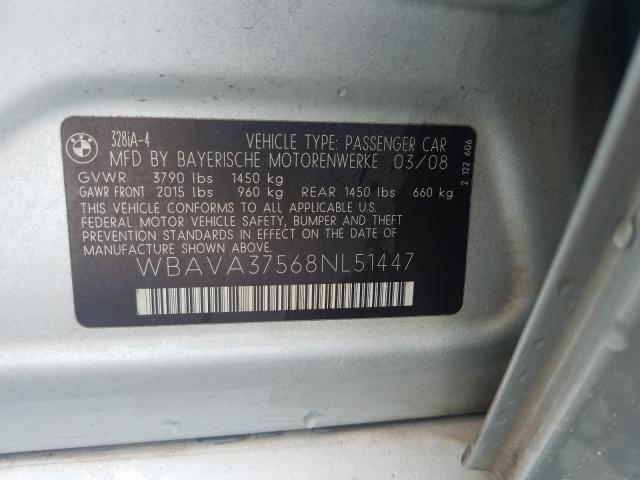 BMW
328iA-4
VEHICLE TYPE: PASSENGER CAR
MFD BY BAYERISCHE MOTORENWERKE 03/08
GVWR 3790 lbs 1450 kg
GAWR FRONT 2015 lbs 960 kg REAR 1450 lbs 660 kg
THIS VEHICLE CONFORMS TO ALL APPLICABLE U.S.
FEDERAL MOTOR VEHICLE SAFETY, BUMPER AND THEFT
PREVENTION STANDARDS IN EFFECT ON THE DATE OF
MANUFACTURE SHOWN ABOVE.
WBAVA37568NL51447
2 122 606